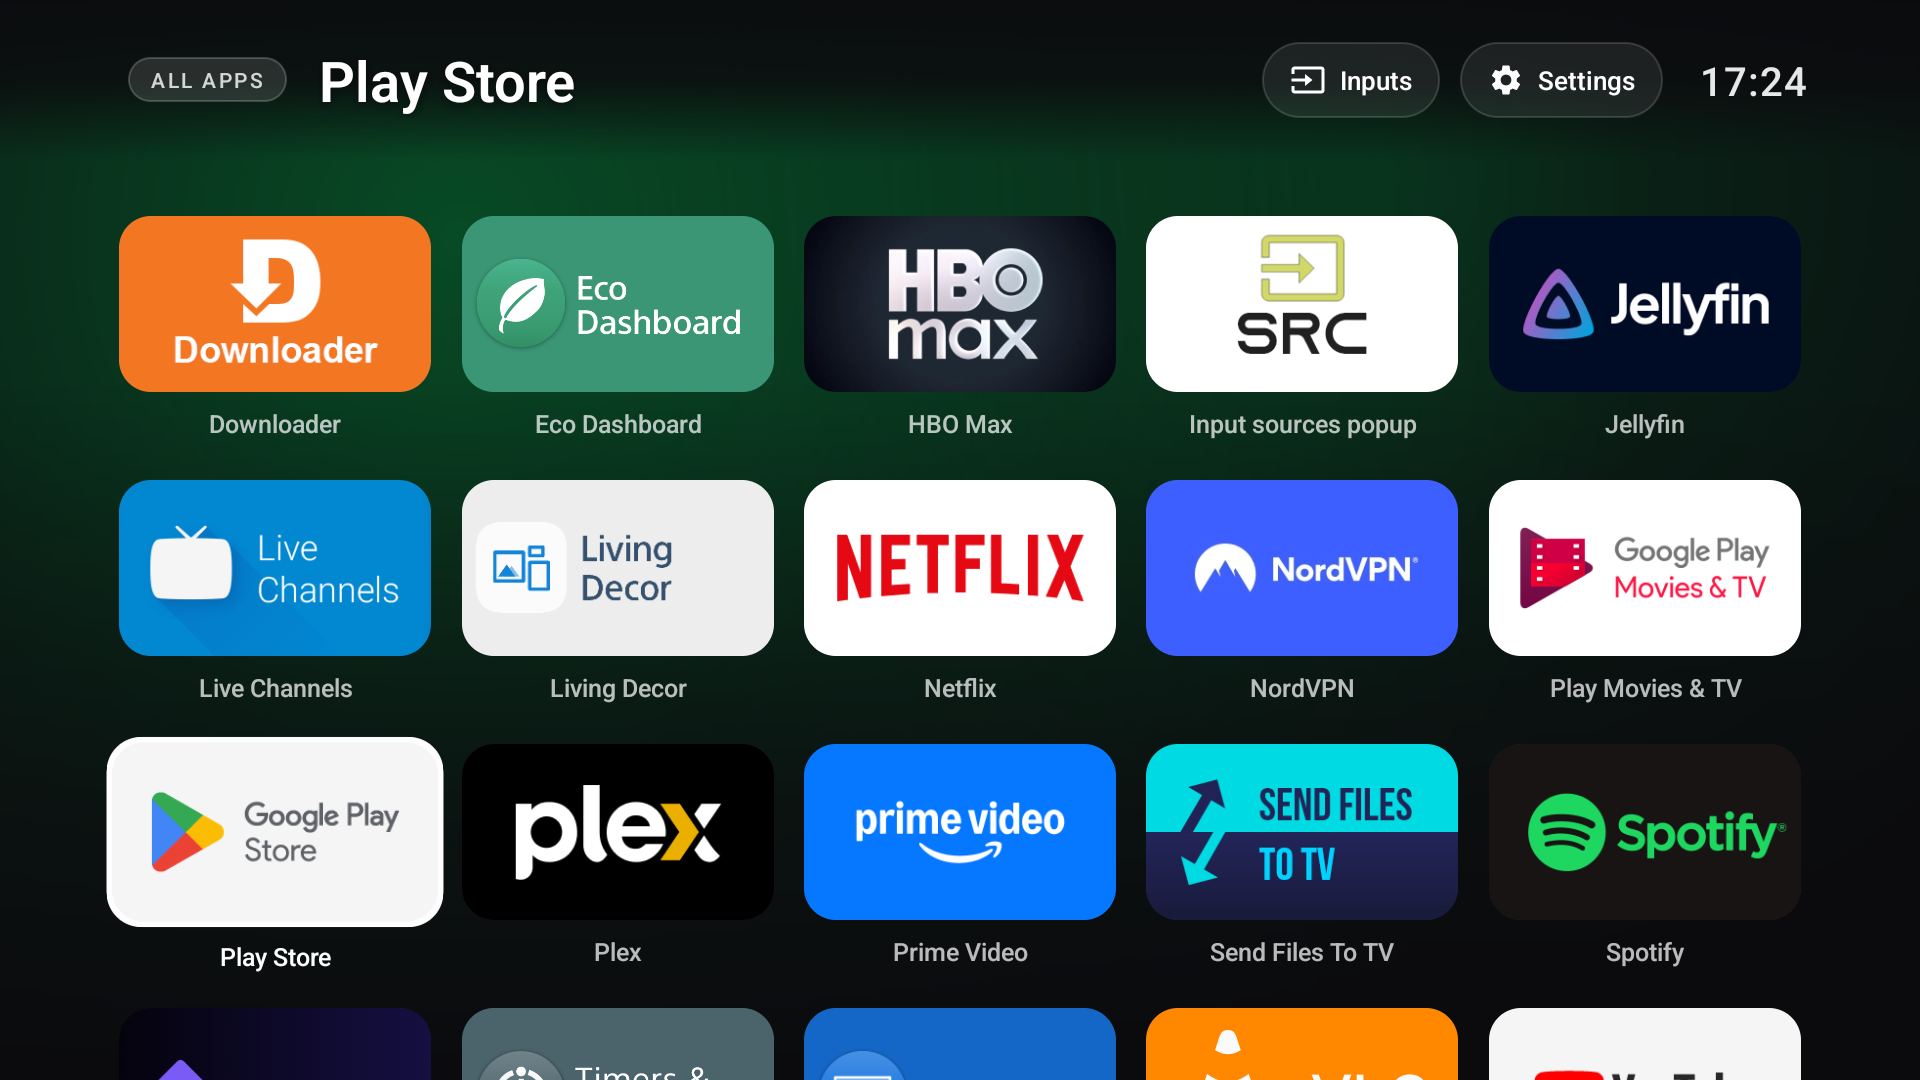 ALL APPS
Play Store
Inputs
Settings
17:24
Downloader
Eco
Dashboard
HBO
max
SRC
Jellyfin
Downloader
Eco Dashboard
HBO Max
Input sources popup
Jellyfin
Live
Channels
Living
Decor
NETFLIX
NordVPN®
Google Play
Movies & TV
Live Channels
Living Decor
Netflix
NordVPN
Play Movies & TV
Google Play
Store
plex
prime video
SEND FILES
TO TV
Spotify®
Play Store
Plex
Prime Video
Send Files To TV
Spotify
Timers &